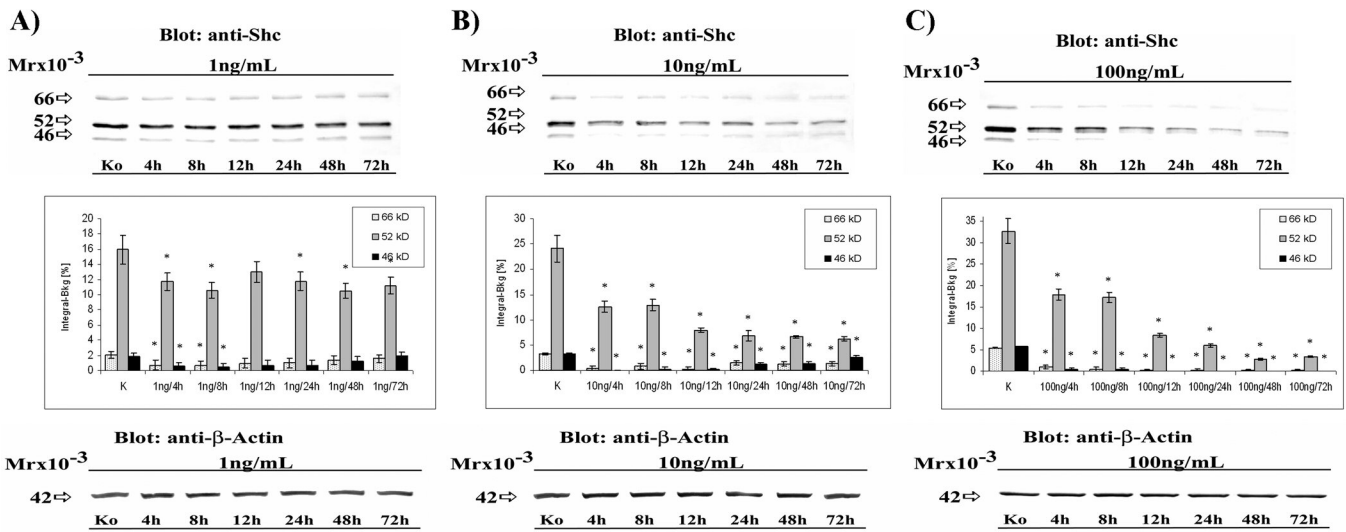 A)
Blot: anti-Shc
Mrx10-3
1ng/mL
66⇨
52⇨
46⇨
Ko 4h 8h 12h 24h 48h 72h
Integral-Bkg [%]
20
18
16
14
12
10
8
6
4
2
0
66 kD
52 kD
46 kD
* * * * *
* * * *
K 1ng/4h 1ng/8h 1ng/12h 1ng/24h 1ng/48h 1ng/72h
Blot: anti-β-Actin
Mrx10-3
1ng/mL
42⇨
Ko 4h 8h 12h 24h 48h 72h
B)
Blot: anti-Shc
Mrx10-3
10ng/mL
66⇨
52⇨
46⇨
Ko 4h 8h 12h 24h 48h 72h
Integral-Bkg [%]
30
25
20
15
10
5
0
66 kD
52 kD
46 kD
* * * * * *
* * * * * * * * * * * *
K 10ng/4h 10ng/8h 10ng/12h 10ng/24h 10ng/48h 10ng/72h
Blot: anti-β-Actin
Mrx10-3
10ng/mL
42⇨
Ko 4h 8h 12h 24h 48h 72h
C)
Blot: anti-Shc
Mrx10-3
100ng/mL
66⇨
52⇨
46⇨
Ko 4h 8h 12h 24h 48h 72h
Integral-Bkg [%]
35
30
25
20
15
10
5
0
66 kD
52 kD
46 kD
* * * * * *
* * * * * * * * * * * *
K 100ng/4h 100ng/8h 100ng/12h 100ng/24h 100ng/48h 100ng/72h
Blot: anti-β-Actin
Mrx10-3
100ng/mL
42⇨
Ko 4h 8h 12h 24h 48h 72h